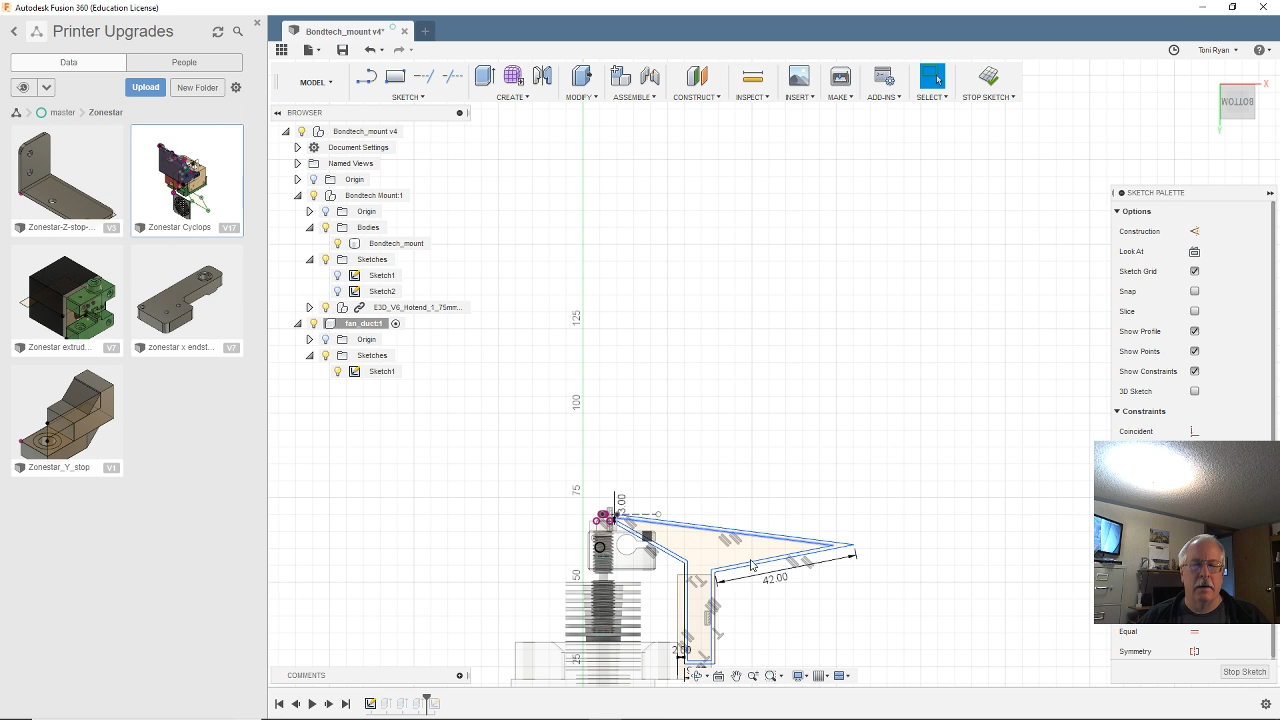 Autodesk Fusion 360 (Education License)
Printer Upgrades
Data People
Upload New Folder
master Zonestar
Zonestar-Z-stop-... V3
Zonestar Cyclops V17
Zonestar extrud... V7
zonestar x endst... V7
Zonestar_Y_stop V1
Bondtech_mount v4*
Toni Ryan
MODEL SKETCH CREATE MODIFY ASSEMBLE CONSTRUCT INSPECT INSERT MAKE ADD-INS SELECT STOP SKETCH
BROWSER
Bondtech_mount v4
Document Settings
Named Views
Origin
Bondtech Mount:1
Origin
Bodies
Bondtech_mount
Sketches
Sketch1
Sketch2
E3D_V6_Hotend_1_75mm...
fan_duct:1
Origin
Sketches
Sketch1
COMMENTS
125
100
75
50
25
3.00
42.00
X
BOTTOM
Y
SKETCH PALETTE
Options
Construction
Look At
Sketch Grid
Snap
Slice
Show Profile
Show Points
Show Constraints
3D Sketch
Constraints
Coincident
Equal
Symmetry
Stop Sketch